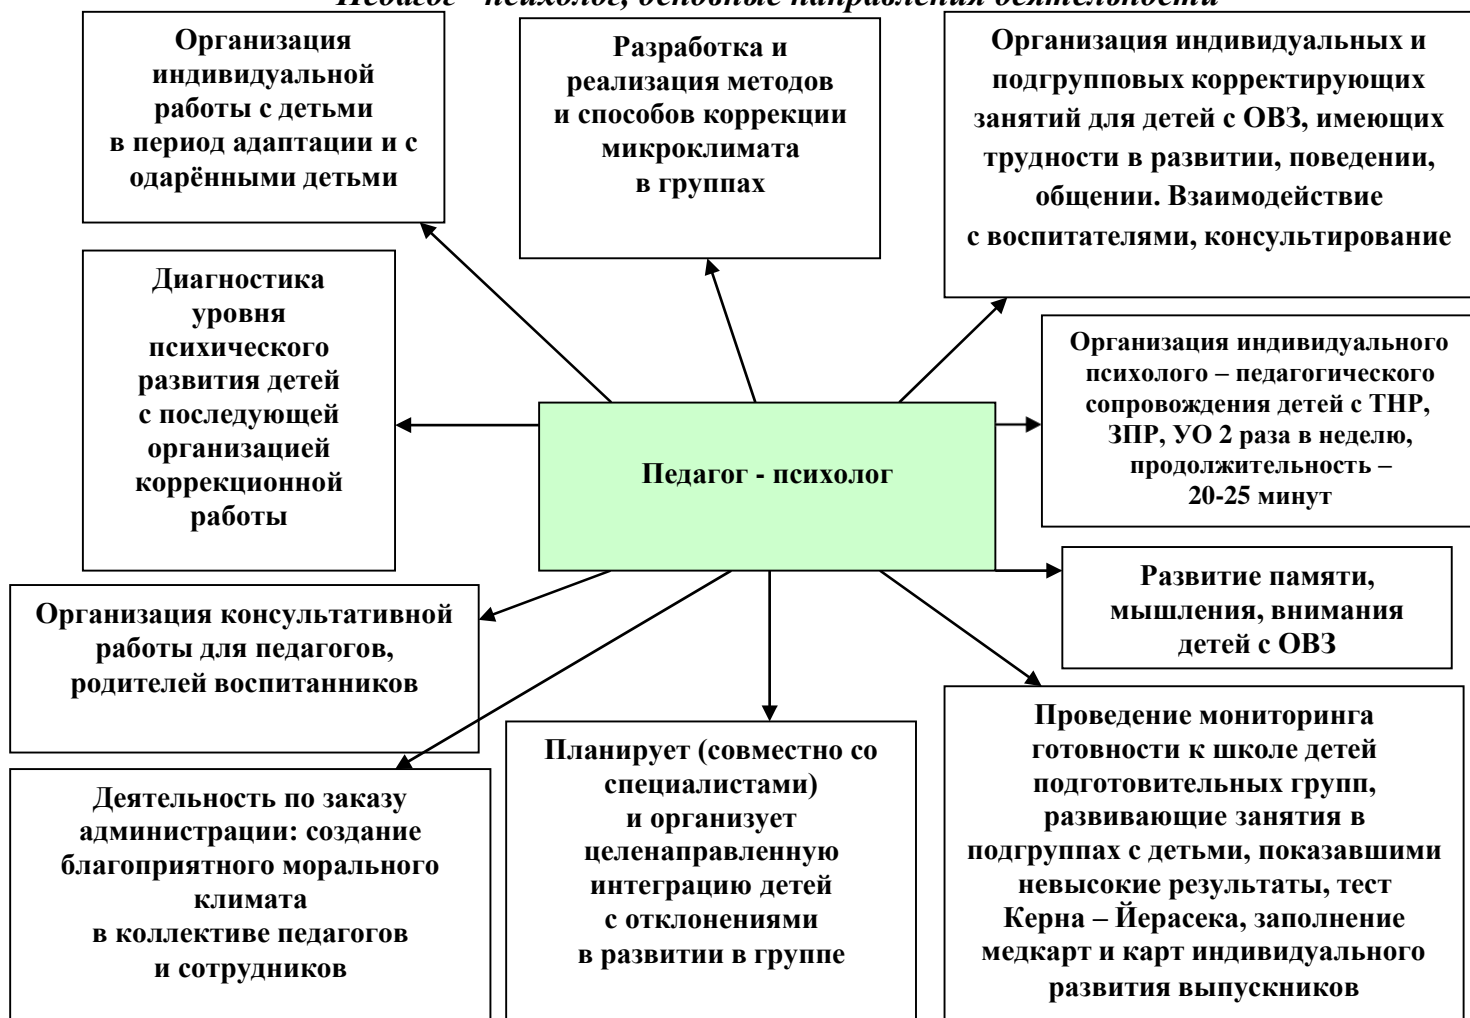 Педагог - психолог, основные направления деятельности
Организация
индивидуальной
работы с детьми
в период адаптации и с
одарёнными детьми
Разработка и
реализация методов
и способов коррекции
микроклимата
в группах
Организация индивидуальных и
подгрупповых корректирующих
занятий для детей с ОВЗ, имеющих
трудности в развитии, поведении,
общении. Взаимодействие
с воспитателями, консультирование
Диагностика
уровня
психического
развития детей
с последующей
организацией
коррекционной
работы
Педагог - психолог
Организация индивидуального
психолого – педагогического
сопровождения детей с ТНР,
ЗПР, УО 2 раза в неделю,
продолжительность –
20-25 минут
Развитие памяти,
мышления, внимания
детей с ОВЗ
Организация консультативной
работы для педагогов,
родителей воспитанников
Деятельность по заказу
администрации: создание
благоприятного морального
климата
в коллективе педагогов
и сотрудников
Планирует (совместно со
специалистами)
и организует
целенаправленную
интеграцию детей
с отклонениями
в развитии в группе
Проведение мониторинга
готовности к школе детей
подготовительных групп,
развивающие занятия в
подгруппах с детьми, показавшими
невысокие результаты, тест
Керна – Йерасека, заполнение
медкарт и карт индивидуального
развития выпускников